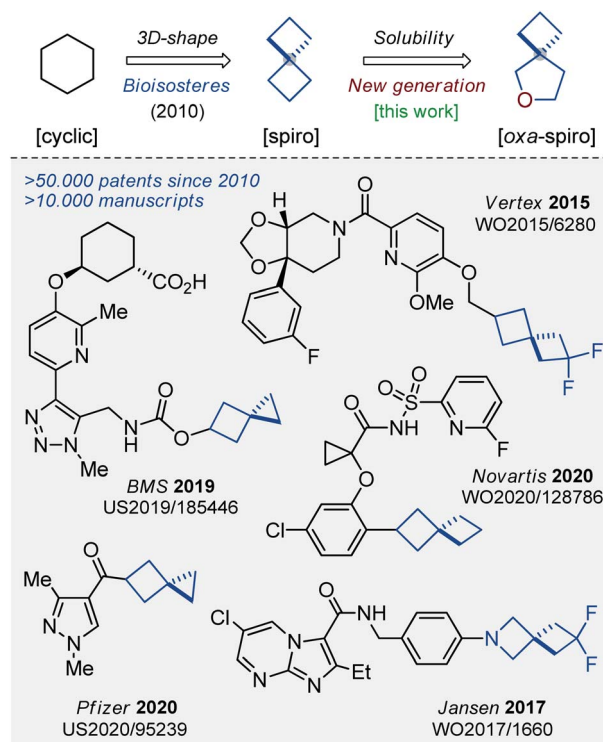 3D-shape
Solubility
Bioisosteres
New generation
(2010)
[this work]
[cyclic]
[spiro]
[oxa-spiro]
O
>50.000 patents since 2010
>10.000 manuscripts
Vertex 2015
WO2015/6280
O
O
H
N
O
F
N
OMe
O
F
F
O
CO2H
Me
N
N
N
N
Me
N
H
O
O
BMS 2019
US2019/185446
O
NH
O
O
S
N
F
O
Cl
Novartis 2020
WO2020/128786
O
Me
N
N
Me
Pfizer 2020
US2020/95239
Cl
N
N
N
Et
O
H
N
N
F
F
Jansen 2017
WO2017/1660